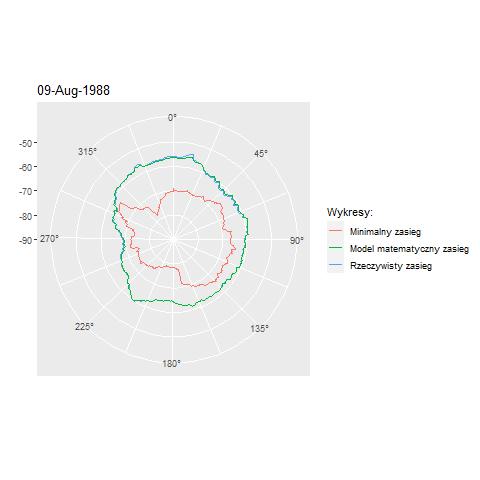 09-Aug-1988
0°
-50
315°
45°
-60
-70
Wykresy:
-80
Minimalny zasieg
-90
270°
90°
Model matematyczny zasieg
Rzeczywisty zasieg
225°
135°
180°